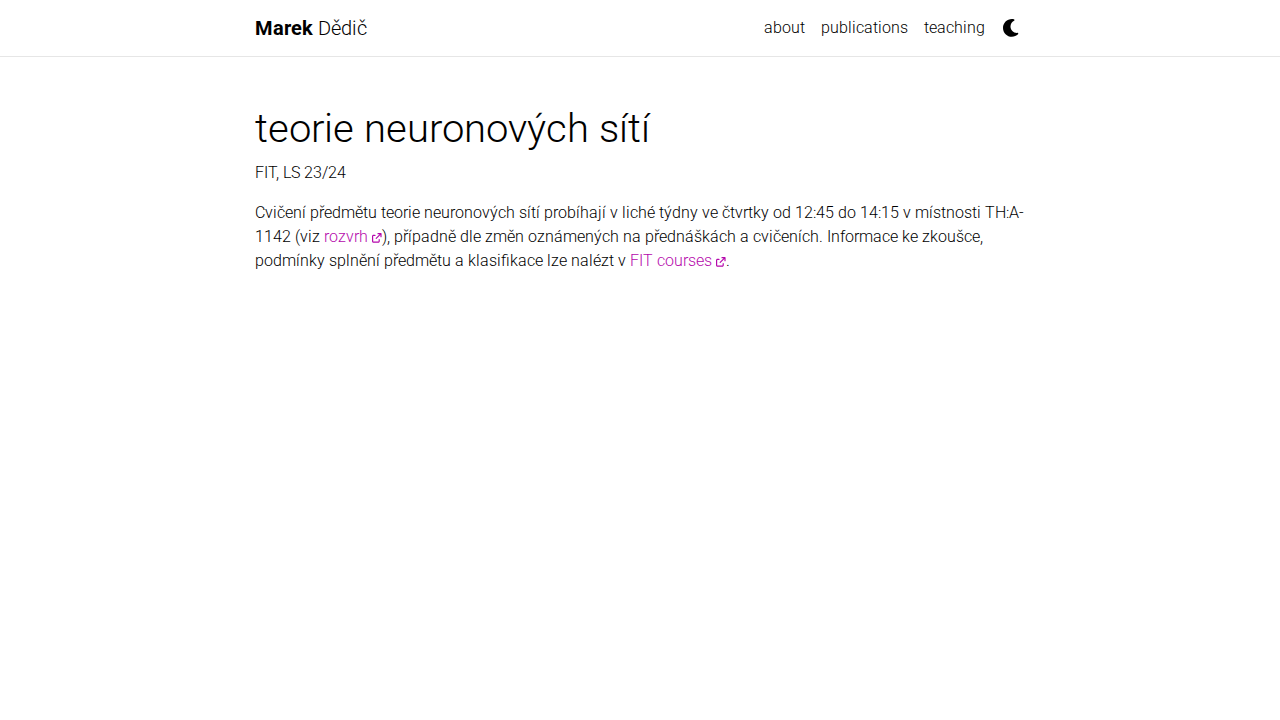 Marek Dědič
about publications teaching
teorie neuronových sítí
FIT, LS 23/24
Cvičení předmětu teorie neuronových sítí probíhají v liché týdny ve čtvrtky od 12:45 do 14:15 v místnosti TH:A-
1142 (viz rozvrh), případně dle změn oznámených na přednáškách a cvičeních. Informace ke zkoušce,
podmínky splnění předmětu a klasifikace lze nalézt v FIT courses.